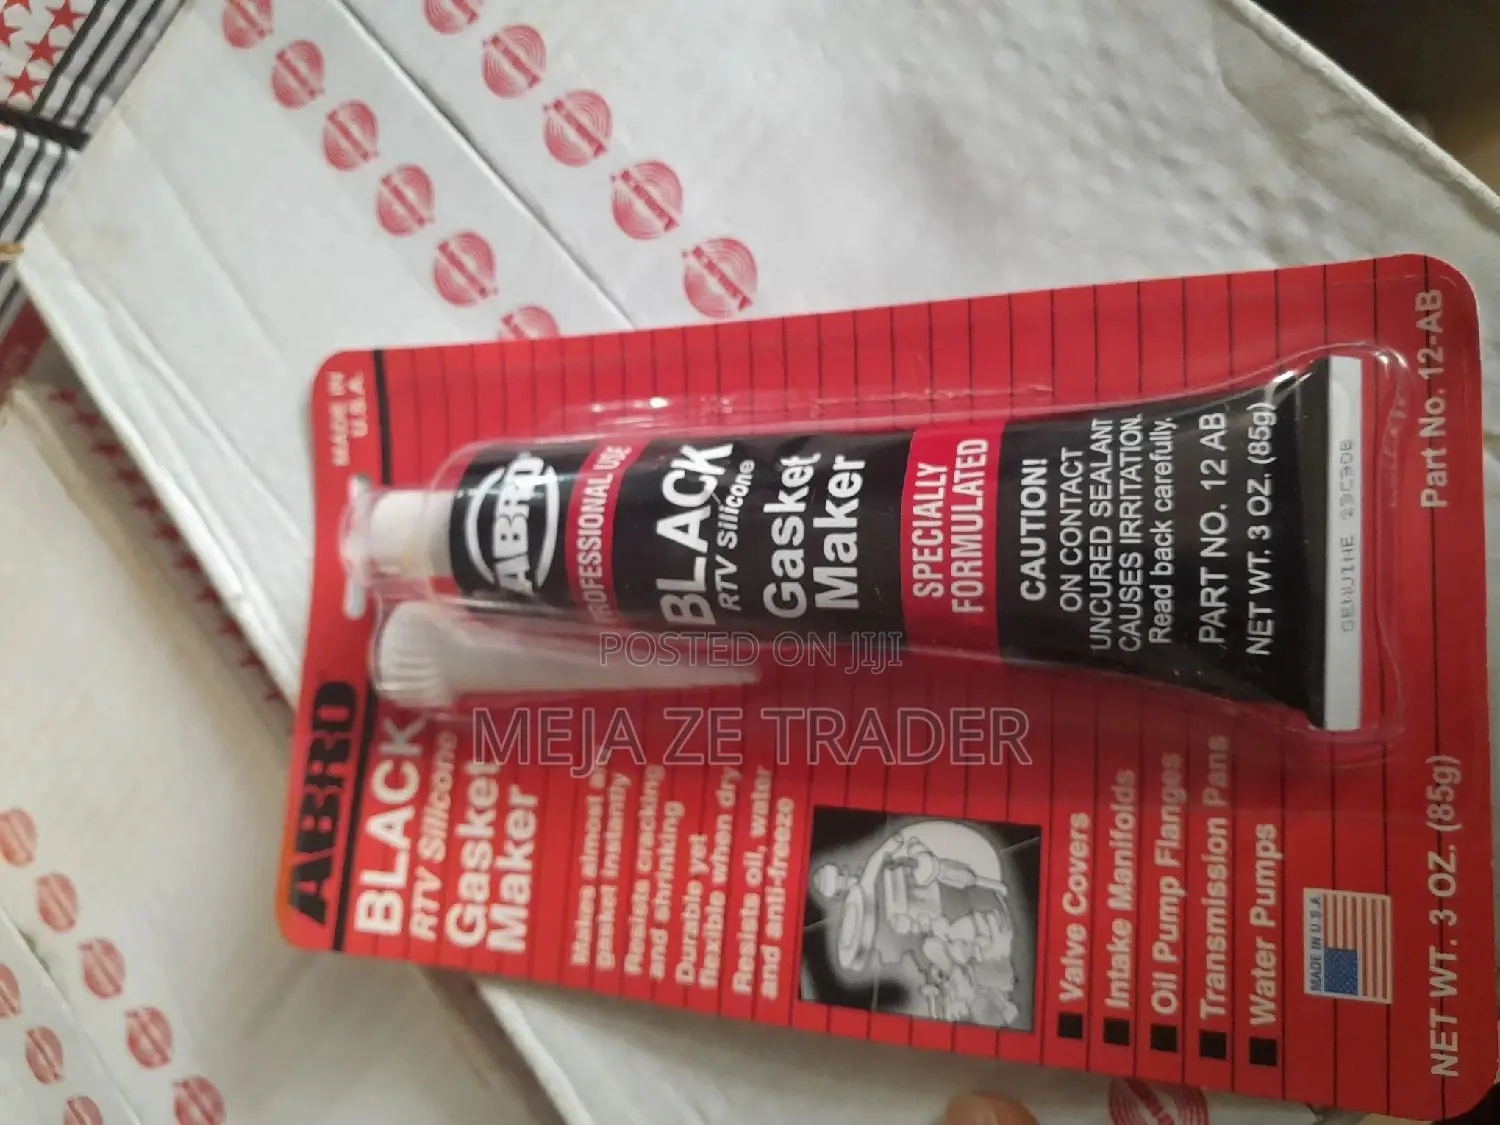 MADE IN
U.S.A.
ABRO
BLACK
RTV Silicone
Gasket
Maker
Makes almost any
gasket instantly
Resists cracking
and shrinking
Durable yet
flexible when dry
Resists oil, water
and anti-freeze
Valve Covers
Intake Manifolds
Oil Pump Flanges
Transmission Pans
Water Pumps
MADE IN U S A
NET WT. 3 OZ. (85g)
Part No. 12-AB
ABRO
PROFESSIONAL USE
BLACK
RTV Silicone
Gasket
Maker
SPECIALLY
FORMULATED
CAUTION!
ON CONTACT
UNCURED SEALANT
CAUSES IRRITATION.
Read back carefully.
PART NO. 12 AB
NET WT. 3 OZ. (85g)
GENUINE
POSTED ON JIJI
MEJA ZE TRADER